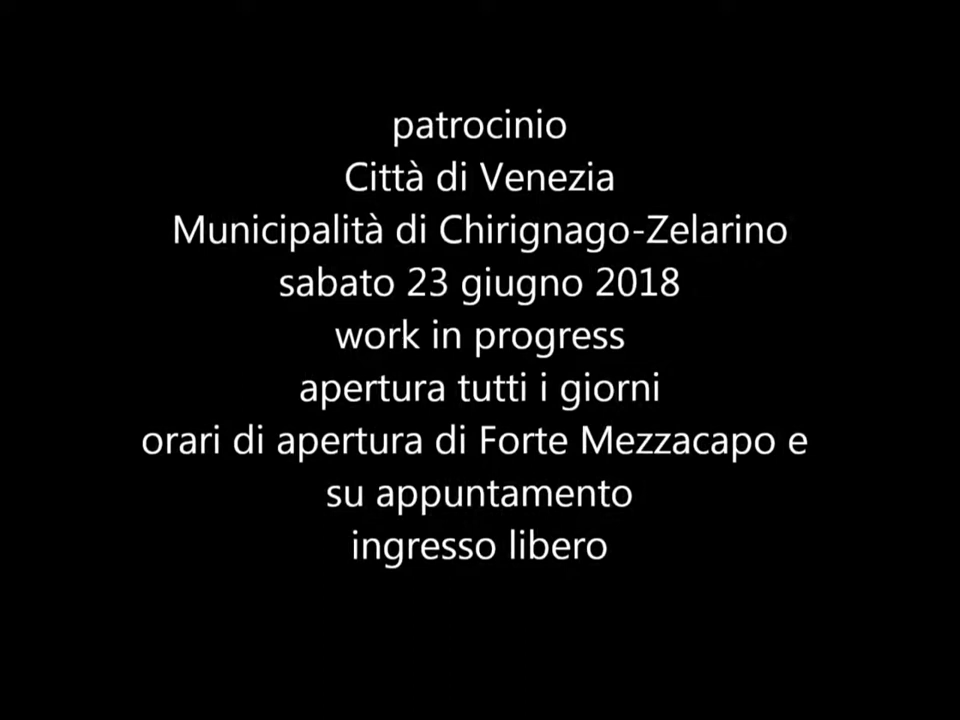 patrocinio
Città di Venezia
Municipalità di Chirignago-Zelarino
sabato 23 giugno 2018
work in progress
apertura tutti i giorni
orari di apertura di Forte Mezzacapo e
su appuntamento
ingresso libero